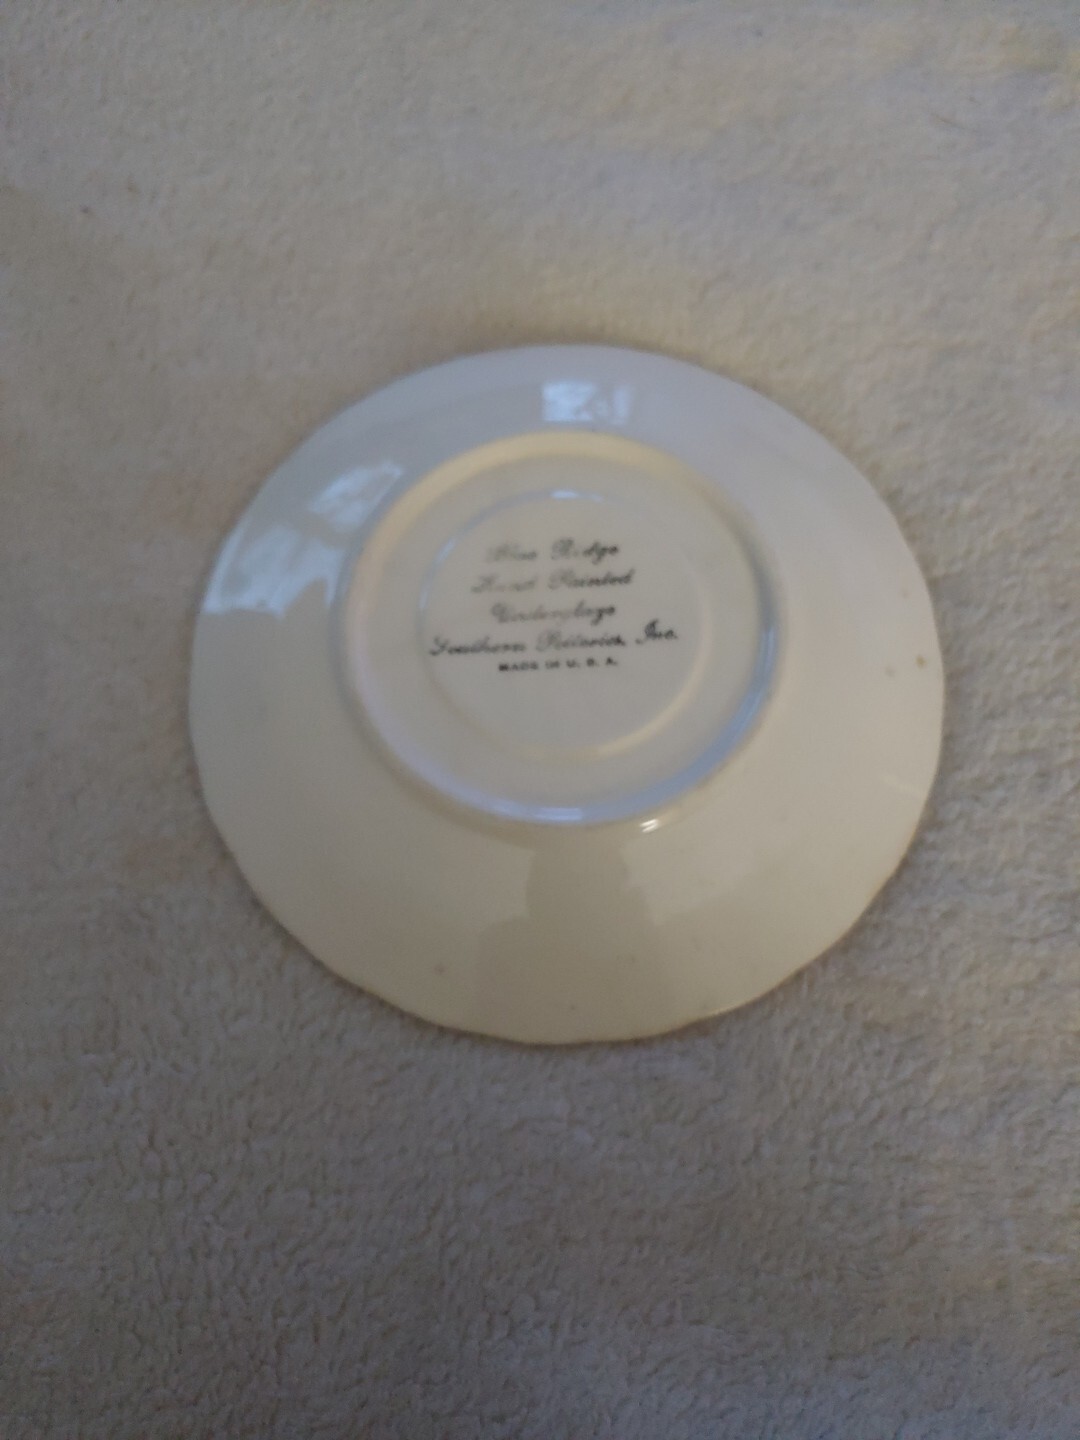 Blue Ridge
Hand Painted
Underglaze
Southern Potteries, Inc.
MADE IN U. S. A.